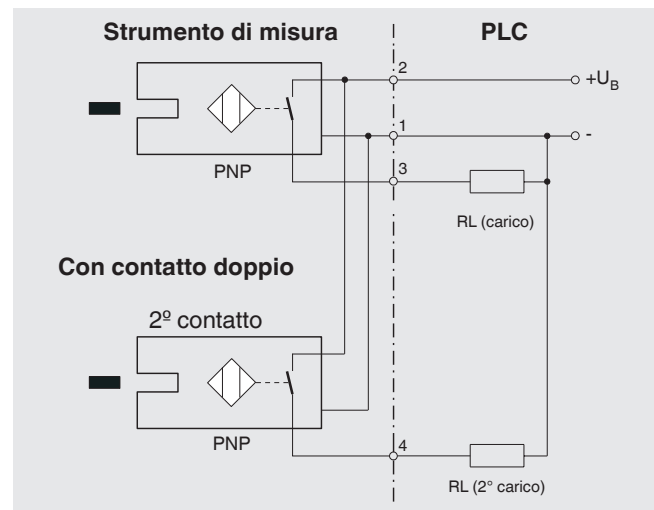 Strumento di misura
PLC
2
+U_B
1
-
PNP
3
RL (carico)
Con contatto doppio
2º contatto
PNP
4
RL (2° carico)